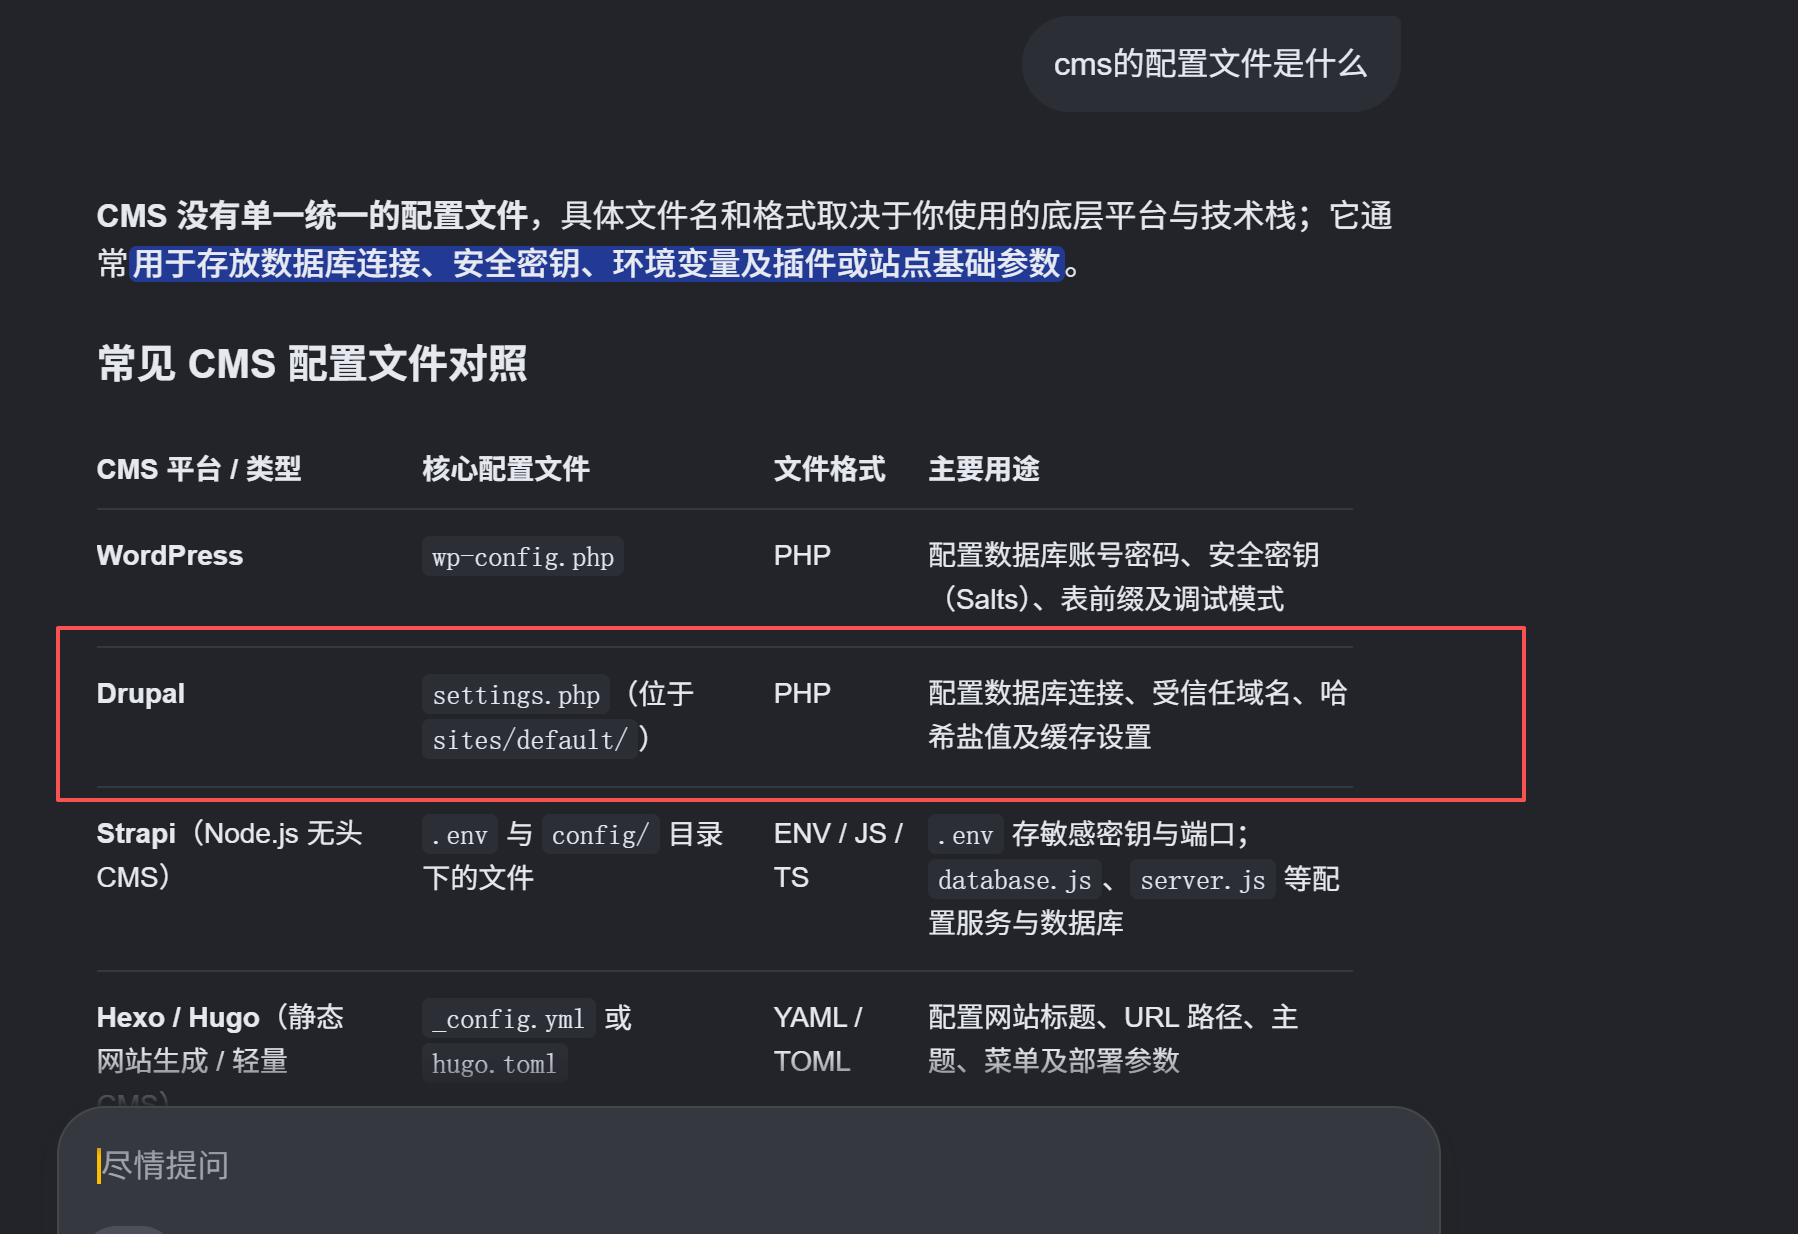 cms的配置文件是什么
CMS 没有单一统一的配置文件，具体文件名和格式取决于你使用的底层平台与技术栈；它通
常用于存放数据库连接、安全密钥、环境变量及插件或站点基础参数。
常见 CMS 配置文件对照
CMS 平台 / 类型 核心配置文件 文件格式 主要用途
WordPress wp-config.php PHP 配置数据库账号密码、安全密钥
（Salts）、表前缀及调试模式
Drupal settings.php（位于 PHP 配置数据库连接、受信任域名、哈
sites/default/） 希盐值及缓存设置
Strapi（Node.js 无头 .env 与 config/ 目录 ENV / JS / .env 存敏感密钥与端口；
CMS） 下的文件 TS database.js、server.js 等配
置服务与数据库
Hexo / Hugo（静态 _config.yml 或 YAML / 配置网站标题、URL 路径、主
网站生成 / 轻量 hugo.toml TOML 题、菜单及部署参数
CMS）
尽情提问